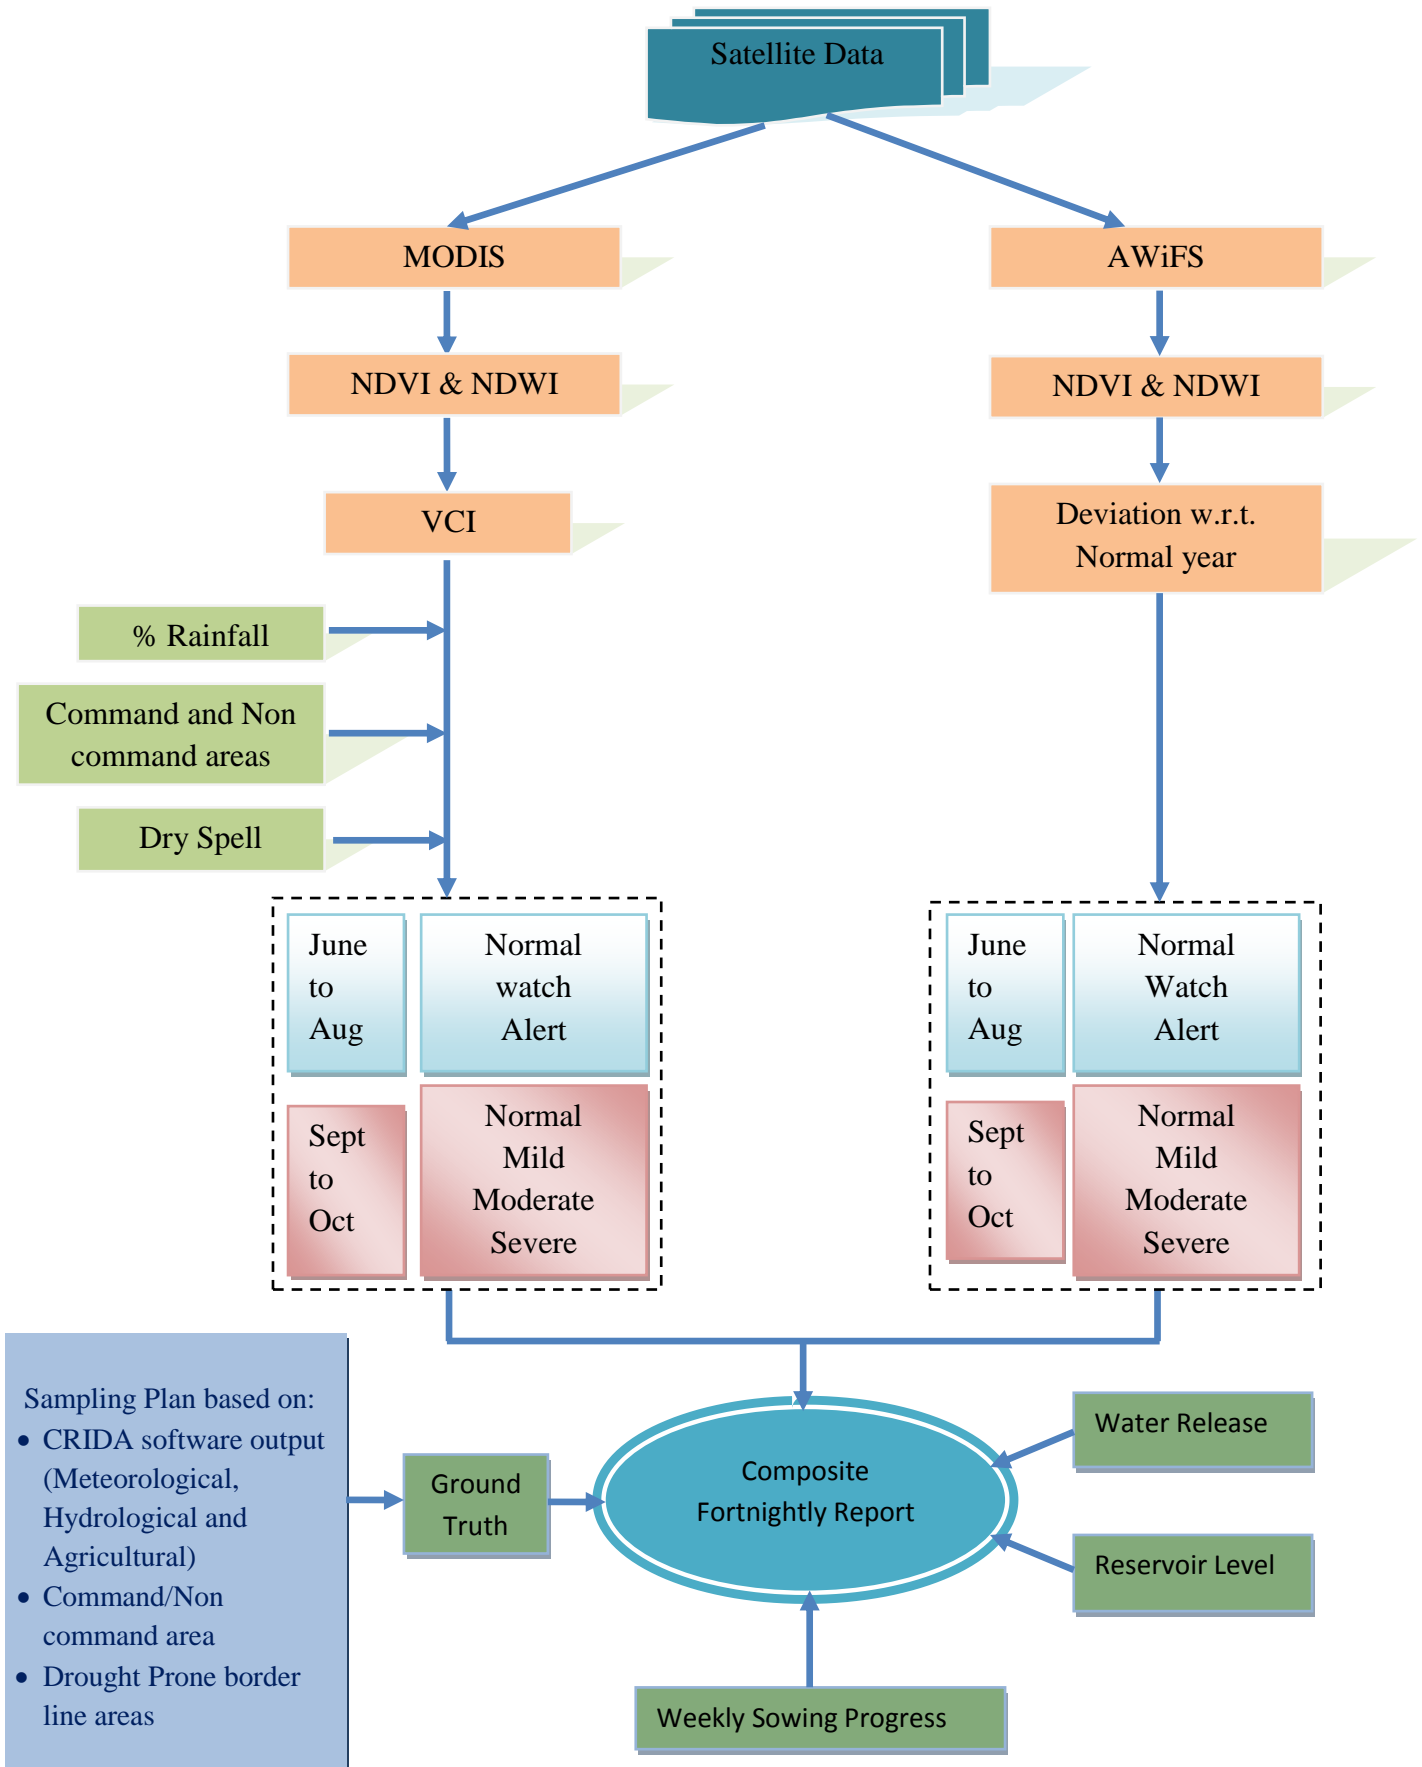 Satellite Data
MODIS
AWiFS
NDVI & NDWI
NDVI & NDWI
VCI
Deviation w.r.t.
Normal year
% Rainfall
Command and Non
command areas
Dry Spell
June
to
Aug
Normal
watch
Alert
Sept
to
Oct
Normal
Mild
Moderate
Severe
June
to
Aug
Normal
Watch
Alert
Sept
to
Oct
Normal
Mild
Moderate
Severe
Sampling Plan based on:
• CRIDA software output
(Meteorological,
Hydrological and
Agricultural)
• Command/Non
command area
• Drought Prone border
line areas
Ground
Truth
Composite
Fortnightly Report
Water Release
Reservoir Level
Weekly Sowing Progress